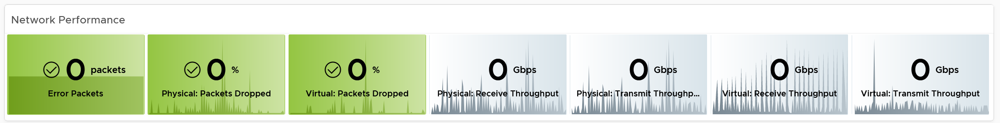 Network Performance
0 packets
Error Packets
0 %
Physical: Packets Dropped
0 %
Virtual: Packets Dropped
0 Gbps
Physical: Receive Throughput
0 Gbps
Physical: Transmit Throughp...
0 Gbps
Virtual: Receive Throughput
0 Gbps
Virtual: Transmit Throughput